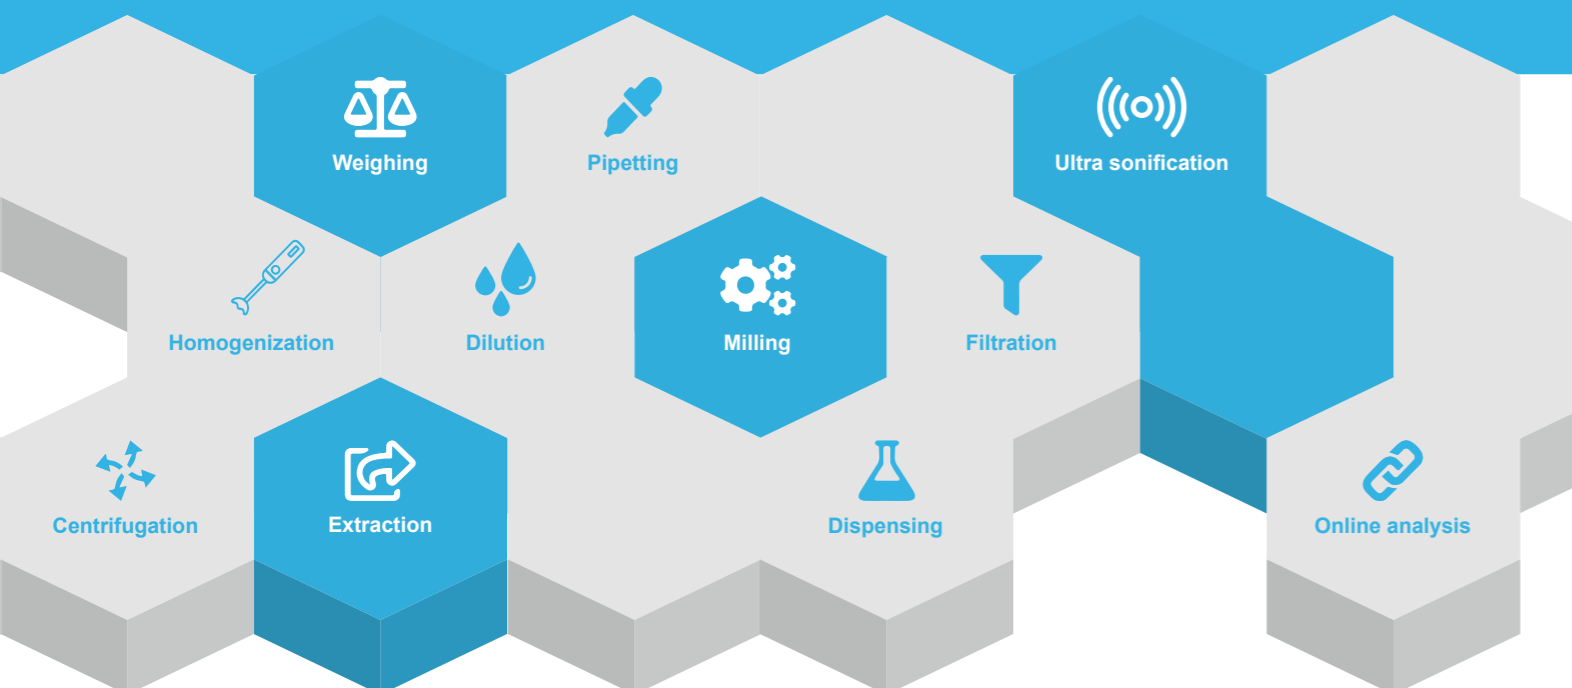 Weighing
Pipetting
Ultra sonification
Homogenization
Dilution
Milling
Filtration
Centrifugation
Extraction
Dispensing
Online analysis